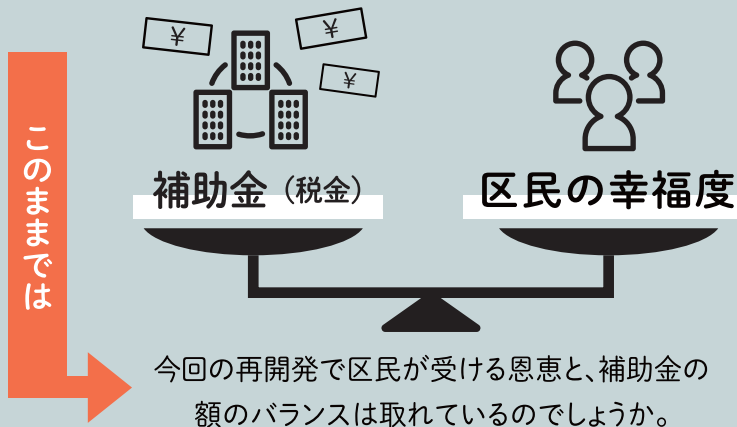 ¥
¥
¥
補助金（税金）
区民の幸福度
このままでは
今回の再開発で区民が受ける恩恵と、補助金の
額のバランスは取れているのでしょうか。